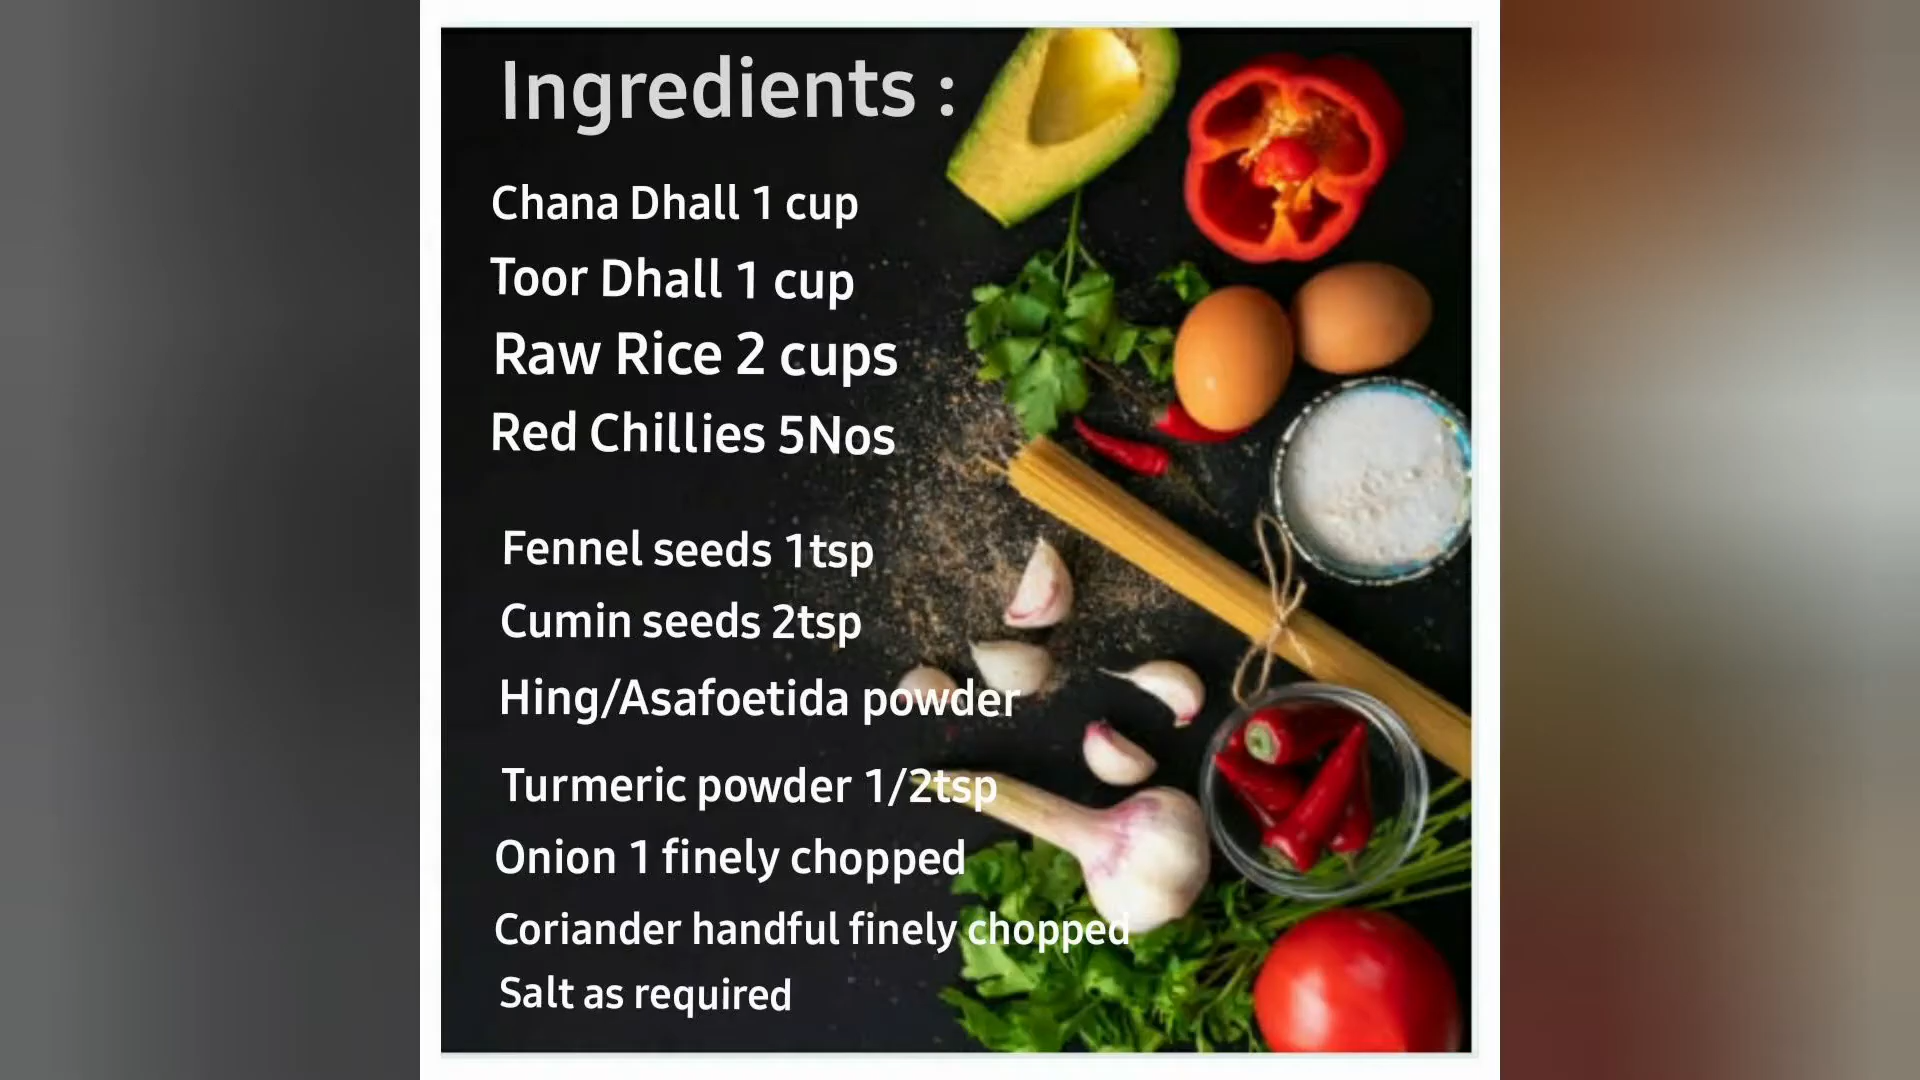 Ingredients :
Chana Dhall 1 cup
Toor Dhall 1 cup
Raw Rice 2 cups
Red Chillies 5Nos
Fennel seeds 1tsp
Cumin seeds 2tsp
Hing/Asafoetida powder
Turmeric powder 1/2tsp
Onion 1 finely chopped
Coriander handful finely chopped
Salt as required